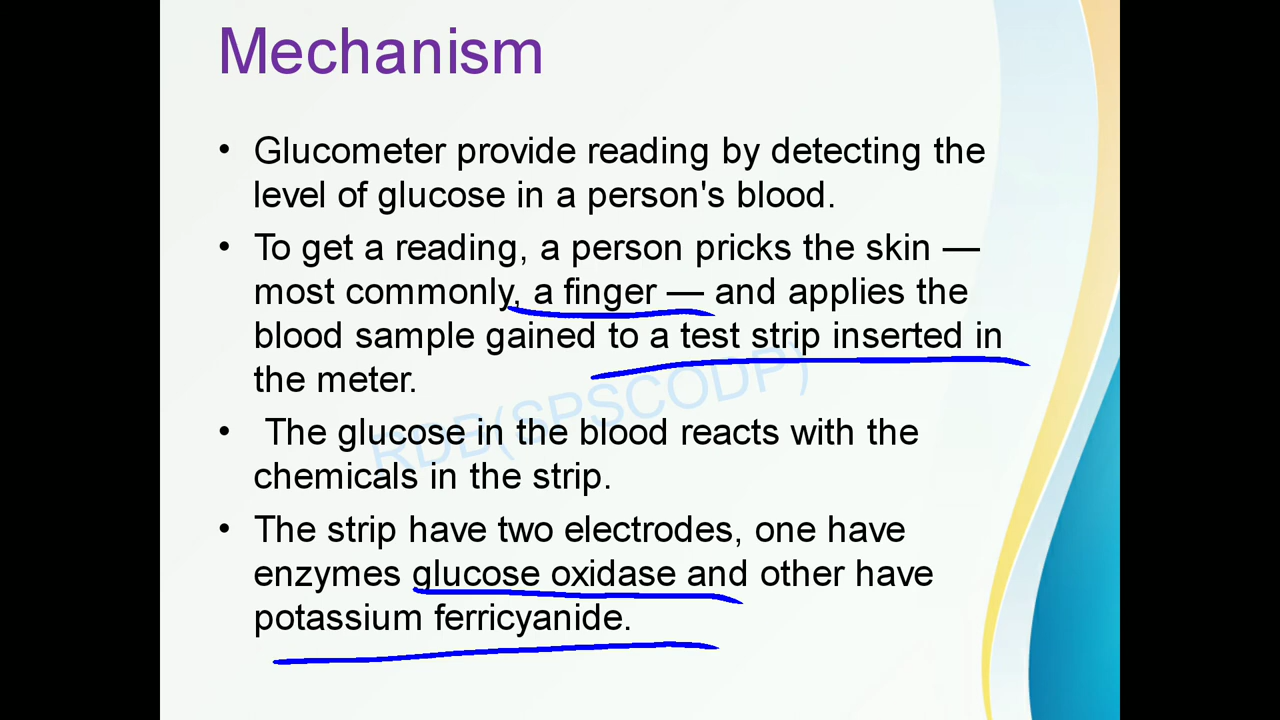 Mechanism
• Glucometer provide reading by detecting the
level of glucose in a person's blood.
• To get a reading, a person pricks the skin —
most commonly, a finger — and applies the
blood sample gained to a test strip inserted in
the meter.
RDB(SPSCODP)
• The glucose in the blood reacts with the
chemicals in the strip.
• The strip have two electrodes, one have
enzymes glucose oxidase and other have
potassium ferricyanide.